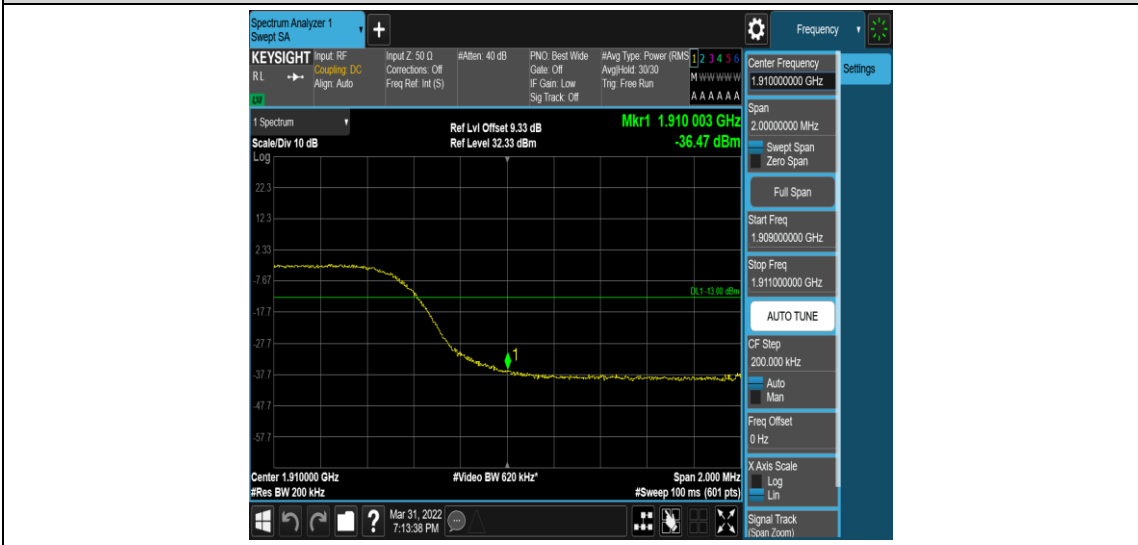 Spectrum Analyzer 1
Swept SA
+
Frequency
KEYSIGHT
RL
LXI
Input: RF
Coupling: DC
Align: Auto
Input Z: 50 Ω
Corrections: Off
Freq Ref: Int (S)
#Atten: 40 dB
PNO: Best Wide
Gate: Off
IF Gain: Low
Sig Track: Off
#Avg Type: Power (RMS
Avg|Hold: 30/30
Trig: Free Run
1 2 3 4 5 6
M W W W W W
A A A A A A
1 Spectrum
Scale/Div 10 dB
Ref Lvl Offset 9.33 dB
Ref Level 32.33 dBm
Mkr1 1.910 003 GHz
-36.47 dBm
Log
22.3
12.3
2.33
-7.67
-17.7
-27.7
-37.7
-47.7
-57.7
DL1 -13.00 dBm
1
Center 1.910000 GHz
#Res BW 200 kHz
#Video BW 620 kHz*
Span 2.000 MHz
#Sweep 100 ms (601 pts)
Center Frequency
1.910000000 GHz
Settings
Span
2.00000000 MHz
Swept Span
Zero Span
Full Span
Start Freq
1.909000000 GHz
Stop Freq
1.911000000 GHz
AUTO TUNE
CF Step
200.000 kHz
Auto
Man
Freq Offset
0 Hz
X Axis Scale
Log
Lin
Signal Track
(Span Zoom)
?
Mar 31, 2022
7:13:38 PM